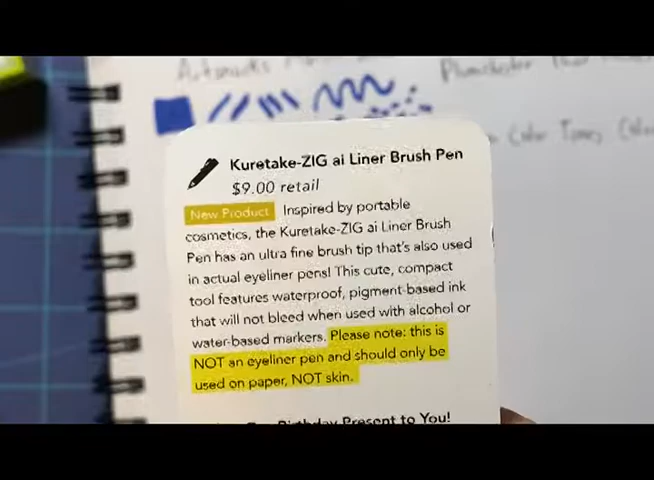 Kuretake-ZIG ai Liner Brush Pen
$9.00 retail
New Product Inspired by portable
cosmetics, the Kuretake-ZIG ai Liner Brush
Pen has an ultra fine brush tip that's also used
in actual eyeliner pens! This cute, compact
tool features waterproof, pigment-based ink
that will not bleed when used with alcohol or
water-based markers. Please note: this is
NOT an eyeliner pen and should only be
used on paper, NOT skin.
Birthday Present to You!